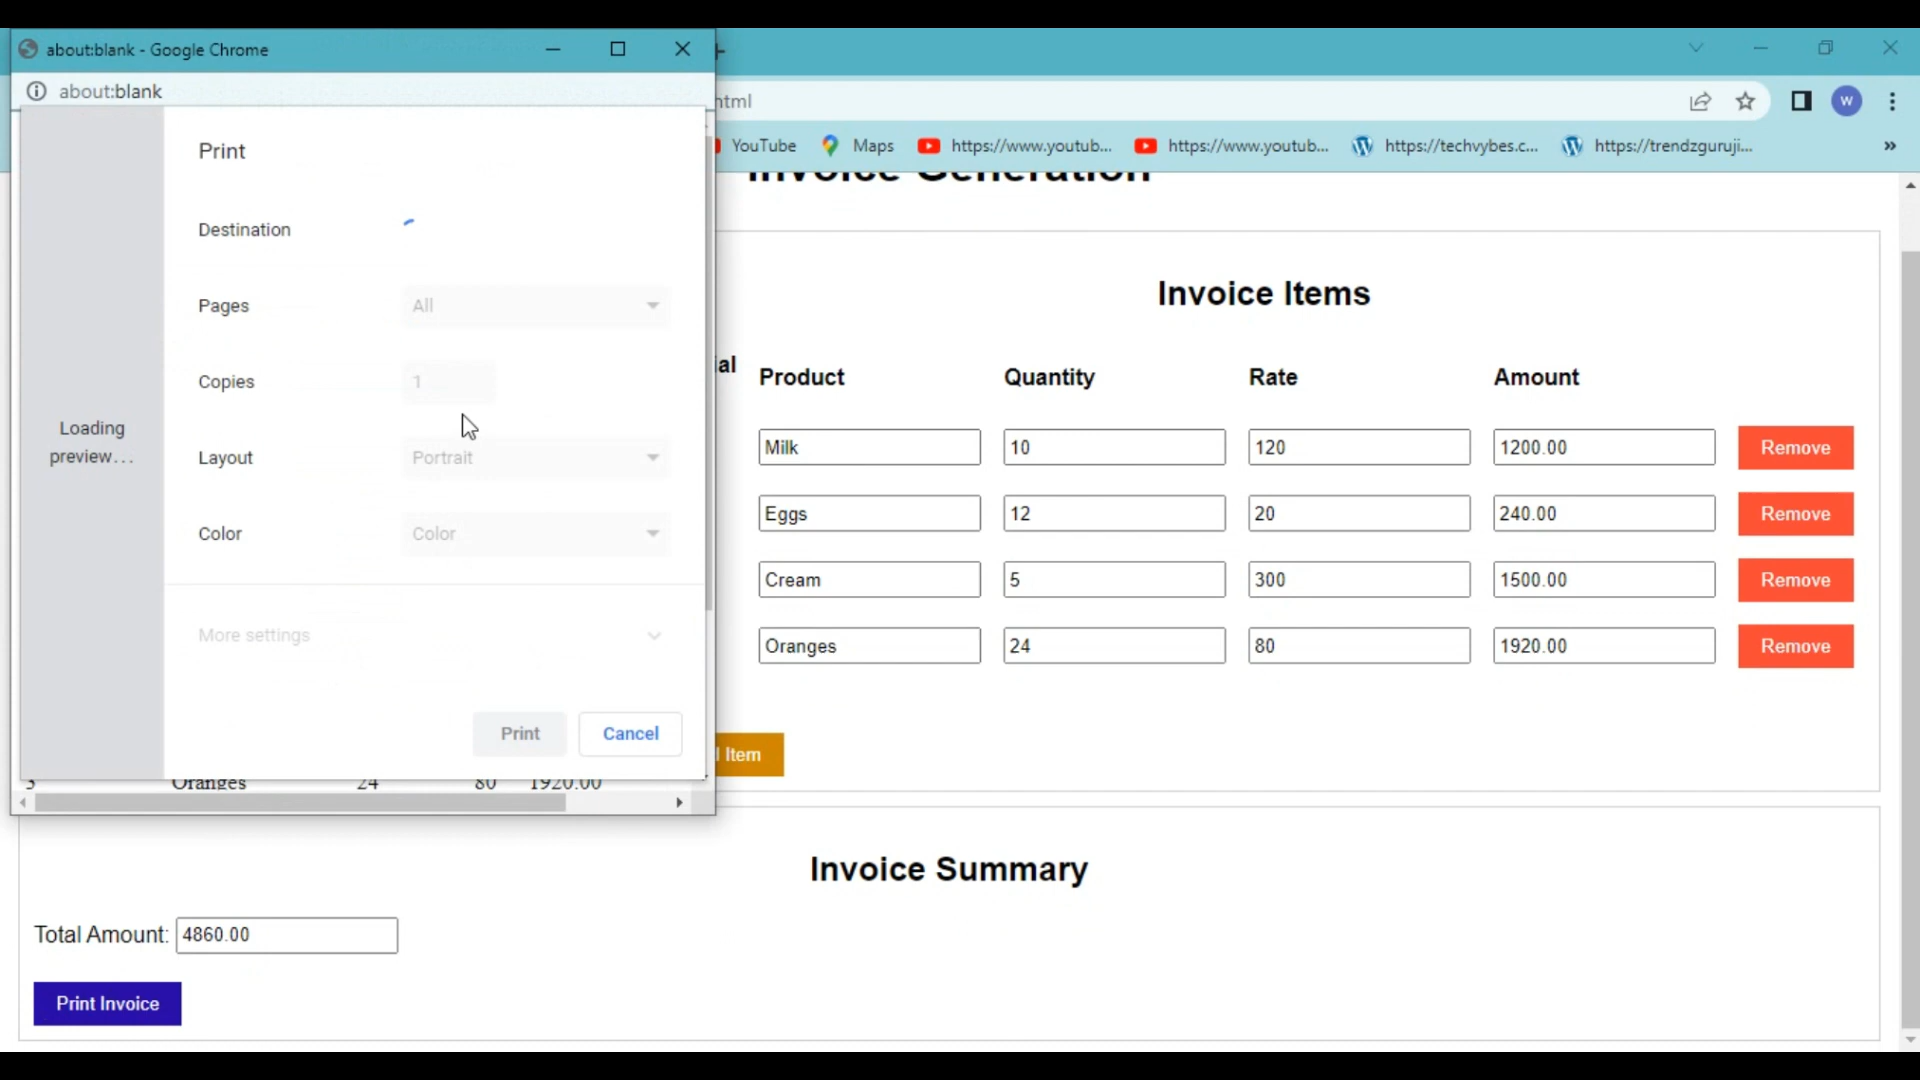 about:blank - Google Chrome
about:blank
html
YouTube
Maps
https://www.youtub...
https://www.youtub...
https://techvybes.c...
https://trendzguruji...
W
Invoice Generation
Print
Destination
Pages
All
Copies
1
Loading
preview...
Layout
Portrait
Color
Color
More settings
Print
Cancel
Oranges 24 80 1920.00
Invoice Items
ial Product Quantity Rate Amount
Milk 10 120 1200.00 Remove
Eggs 12 20 240.00 Remove
Cream 5 300 1500.00 Remove
Oranges 24 80 1920.00 Remove
Item
Invoice Summary
Total Amount: 4860.00
Print Invoice